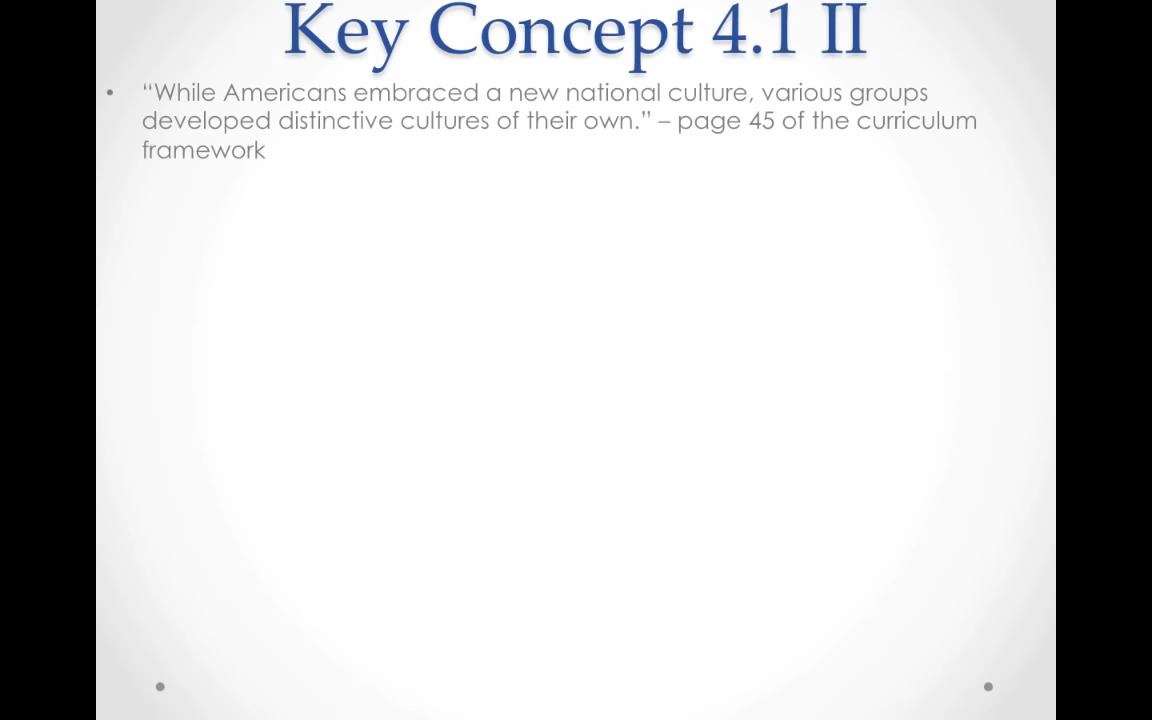 Key Concept 4.1 II
• “While Americans embraced a new national culture, various groups
developed distinctive cultures of their own.” – page 45 of the curriculum
framework